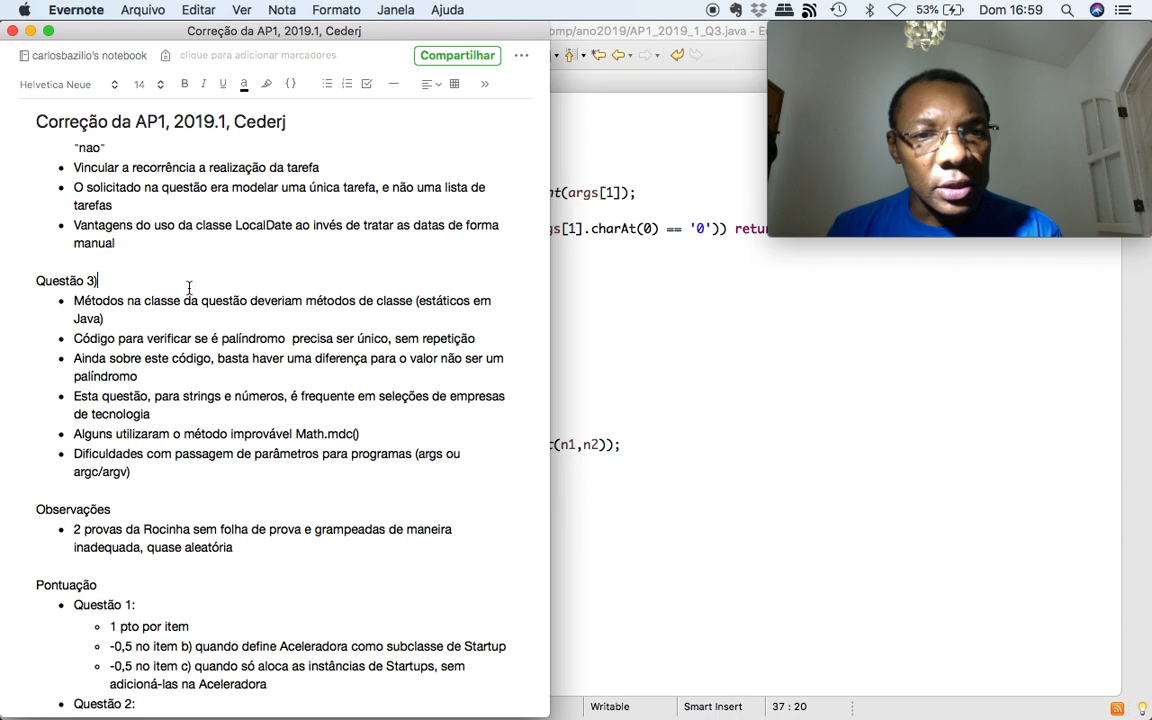 Evernote Arquivo Editar Ver Nota Formato Janela Ajuda 53% Dom 16:59
Correção da AP1, 2019.1, Cederj
omp/ano2019/AP1_2019_1_Q3.java - E
carlosbazilio's notebook clique para adicionar marcadores Compartilhar
Helvetica Neue 14 B I U a {}
Correção da AP1, 2019.1, Cederj
"nao"
• Vincular a recorrência a realização da tarefa
• O solicitado na questão era modelar uma única tarefa, e não uma lista de
tarefas
• Vantagens do uso da classe LocalDate ao invés de tratar as datas de forma
manual
Questão 3)
• Métodos na classe da questão deveriam métodos de classe (estáticos em
Java)
• Código para verificar se é palíndromo precisa ser único, sem repetição
• Ainda sobre este código, basta haver uma diferença para o valor não ser um
palíndromo
• Esta questão, para strings e números, é frequente em seleções de empresas
de tecnologia
• Alguns utilizaram o método improvável Math.mdc()
• Dificuldades com passagem de parâmetros para programas (args ou
argc/argv)
Observações
• 2 provas da Rocinha sem folha de prova e grampeadas de maneira
inadequada, quase aleatória
Pontuação
• Questão 1:
◦ 1 pto por item
◦ -0,5 no item b) quando define Aceleradora como subclasse de Startup
◦ -0,5 no item c) quando só aloca as instâncias de Startups, sem
adicioná-las na Aceleradora
• Questão 2:
nt(args[1]);
gs[1].charAt(0) == '0')) retu
(n1,n2));
Writable Smart Insert 37 : 20